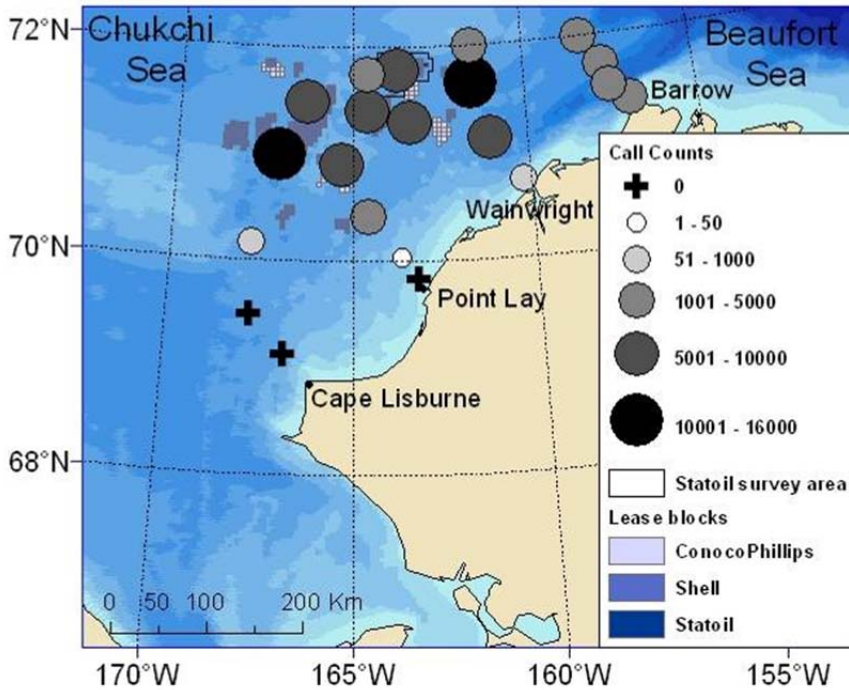 72°N
Chukchi
Sea
Beaufort
Sea
Barrow
Wainwright
70°N
Point Lay
Cape Lisburne
68°N
0 50 100 200 Km
Call Counts
0
1 - 50
51 - 1000
1001 - 5000
5001 - 10000
10001 - 16000
Statoil survey area
Lease blocks
ConocoPhillips
Shell
Statoil
170°W 165°W 160°W 155°W